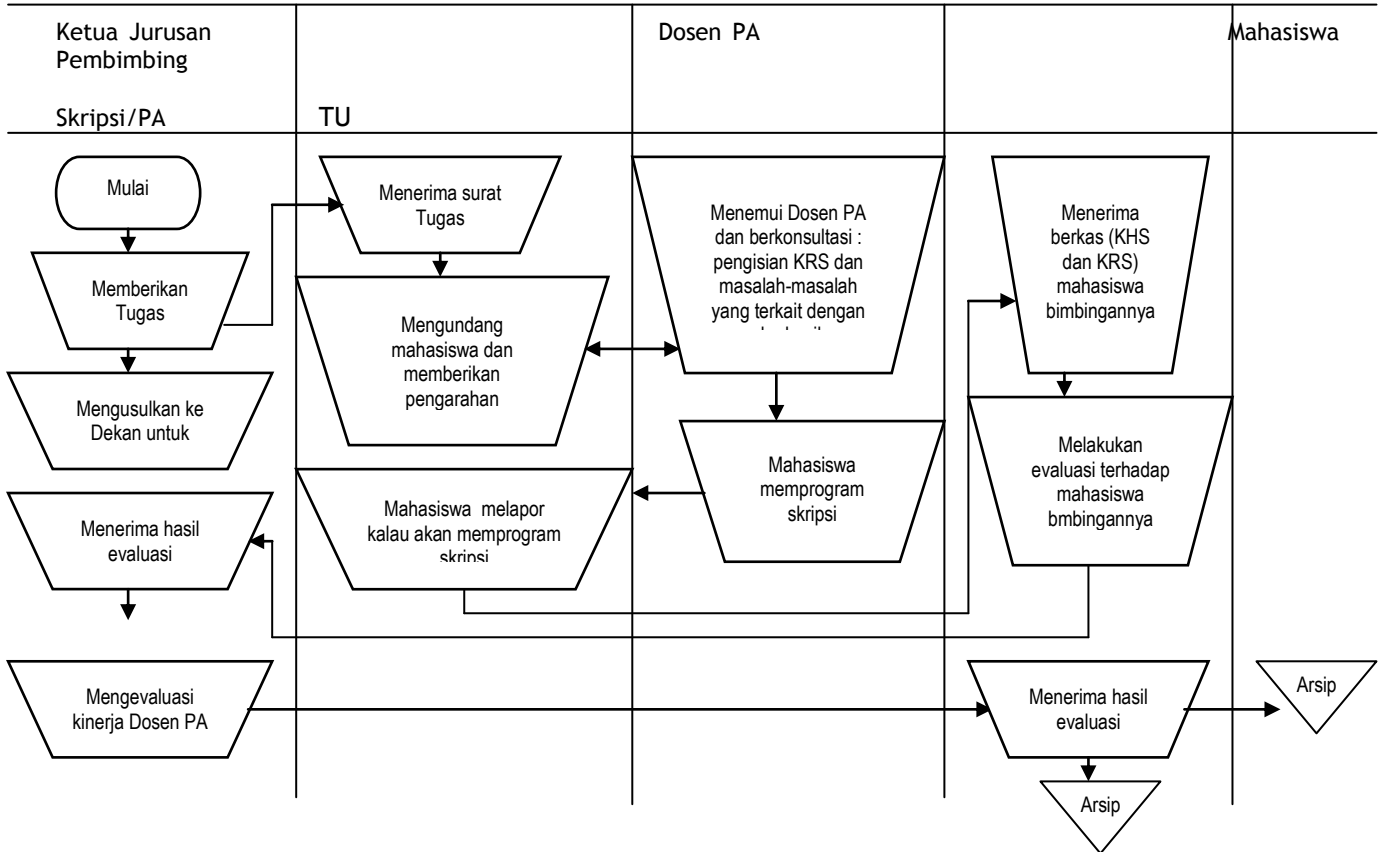 Ketua Jurusan
Pembimbing
Skripsi/PA
TU
Dosen PA
Mahasiswa
Mulai
Memberikan
Tugas
Mengusulkan ke
Dekan untuk
Menerima hasil
evaluasi
Mengevaluasi
kinerja Dosen PA
Menerima surat
Tugas
Mengundang
mahasiswa dan
memberikan
pengarahan
Mahasiswa melapor
kalau akan memprogram
skripsi
Menemui Dosen PA
dan berkonsultasi :
pengisian KRS dan
masalah-masalah
yang terkait dengan
Mahasiswa
memprogram
skripsi
Menerima
berkas (KHS
dan KRS)
mahasiswa
bimbingannya
Melakukan
evaluasi terhadap
mahasiswa
bmbingannya
Menerima hasil
evaluasi
Arsip
Arsip